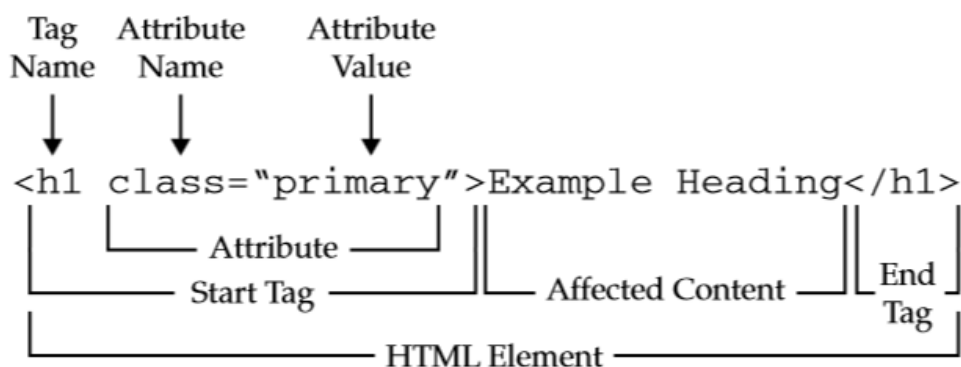 Tag Attribute Attribute
Name Name Value
<h1 class="primary">Example Heading</h1>
Attribute
Start Tag Affected Content End
Tag
HTML Element